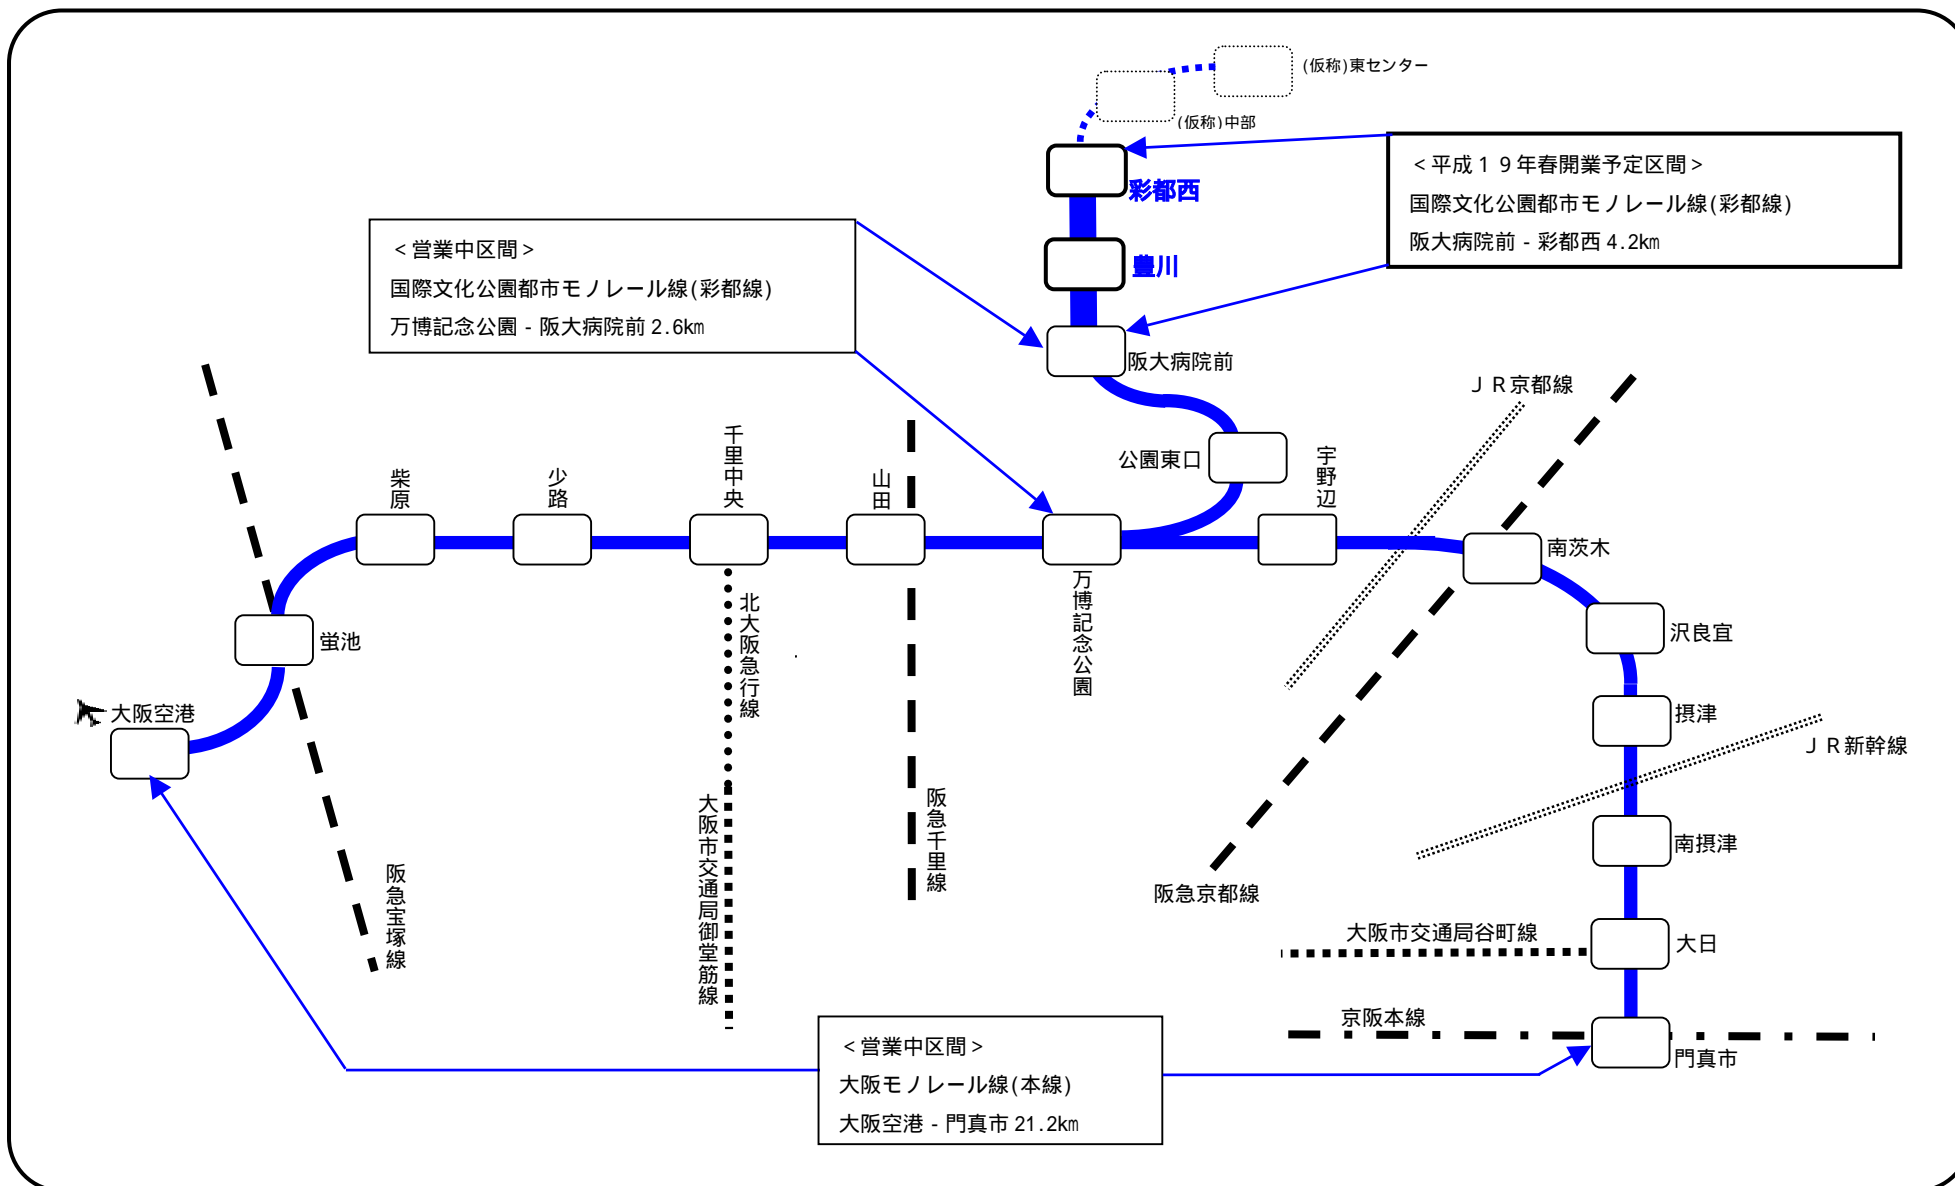 (仮称)東センター
(仮称)中部
＜平成１９年春開業予定区間＞
国際文化公園都市モノレール線(彩都線)
阪大病院前 - 彩都西 4.2km
彩都西
豊川
＜営業中区間＞
国際文化公園都市モノレール線(彩都線)
万博記念公園 - 阪大病院前 2.6km
阪大病院前
ＪＲ京都線
公園東口
宇野辺
千里中央
山田
少路
柴原
南茨木
万博記念公園
蛍池
沢良宜
北大阪急行線
大阪空港
摂津
ＪＲ新幹線
阪急千里線
大阪市交通局御堂筋線
南摂津
阪急宝塚線
阪急京都線
大阪市交通局谷町線
大日
京阪本線
門真市
＜営業中区間＞
大阪モノレール線(本線)
大阪空港 - 門真市 21.2km